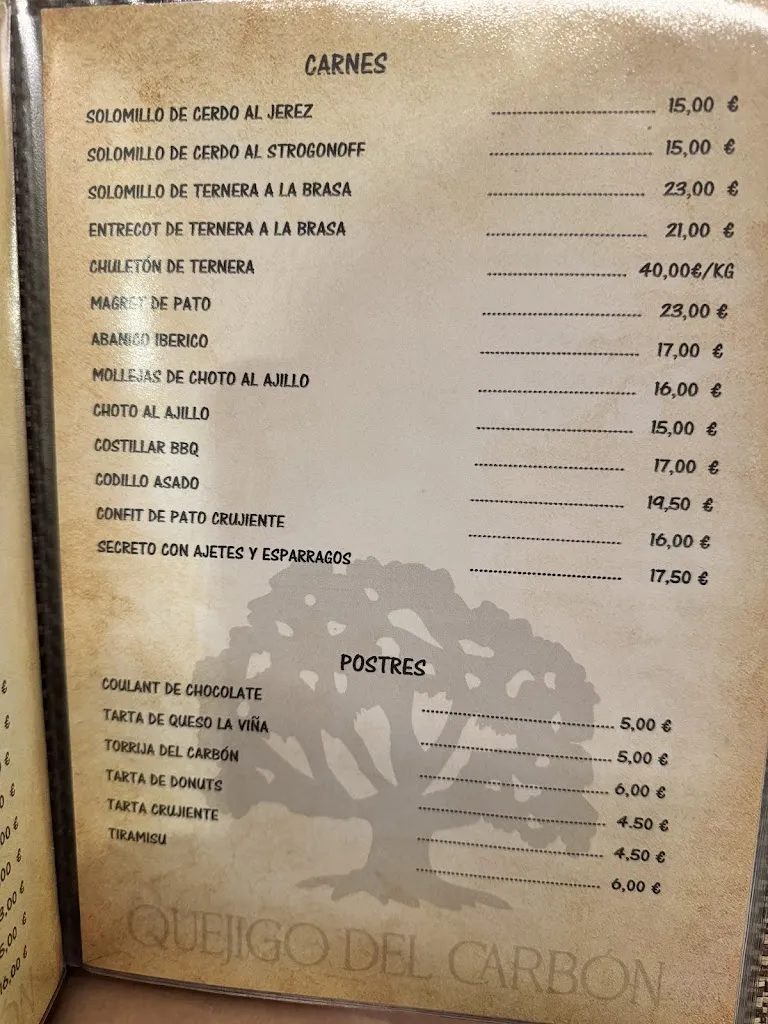 CARNES
SOLOMILLO DE CERDO AL JEREZ ........ 15,00 €
SOLOMILLO DE CERDO AL STROGONOFF ........ 15,00 €
SOLOMILLO DE TERNERA A LA BRASA ........ 23,00 €
ENTRECOT DE TERNERA A LA BRASA ........ 21,00 €
CHULETÓN DE TERNERA ........ 40,00€/KG
MAGRET DE PATO ........ 23,00 €
ABANICO IBERICO ........ 17,00 €
MOLLEJAS DE CHOTO AL AJILLO ........ 16,00 €
CHOTO AL AJILLO ........ 15,00 €
COSTILLAR BBQ ........ 17,00 €
CODILLO ASADO ........ 19,50 €
CONFIT DE PATO CRUJIENTE ........ 16,00 €
SECRETO CON AJETES Y ESPARRAGOS ........ 17,50 €
POSTRES
COULANT DE CHOCOLATE ........ 5,00 €
TARTA DE QUESO LA VIÑA ........ 5,00 €
TORRIJA DEL CARBÓN ........ 6,00 €
TARTA DE DONUTS ........ 4.50 €
TARTA CRUJIENTE ........ 4,50 €
TIRAMISU ........ 6,00 €
QUEJIGO DEL CARBÓN